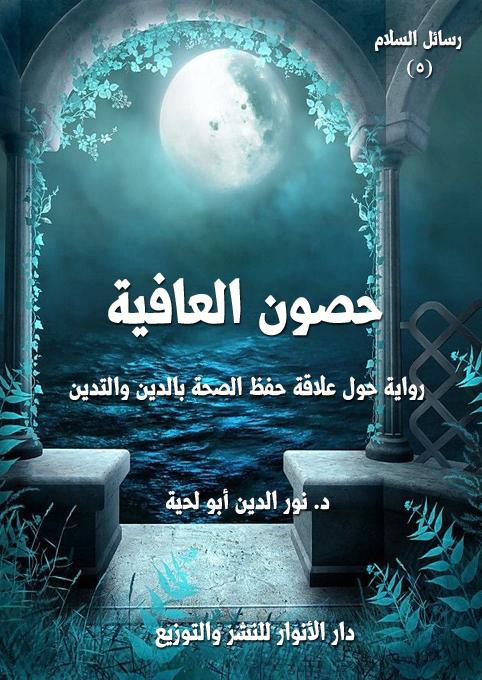 رسائل السلام
(٥)
حصون العافية
رواية حول علاقة حفظ الصحة بالدين والتدين
د. نور الدين أبو لحية
دار الأنوار للنشر والتوزيع